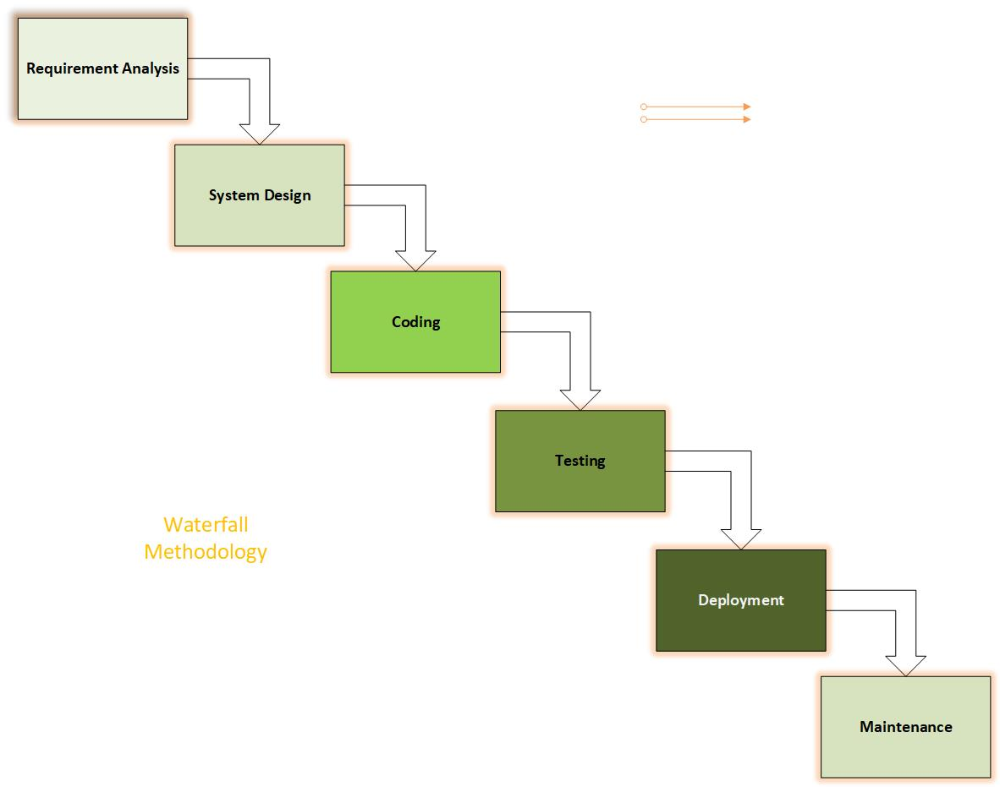 Requirement Analysis
System Design
Coding
Testing
Waterfall
Methodology
Deployment
Maintenance